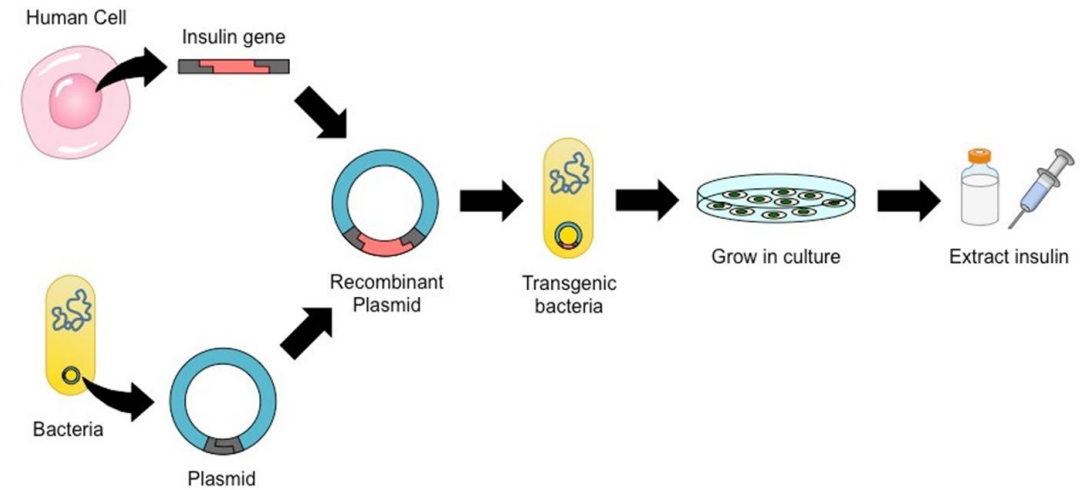 Human Cell
Insulin gene
Recombinant
Plasmid
Transgenic
bacteria
Grow in culture
Extract insulin
Bacteria
Plasmid